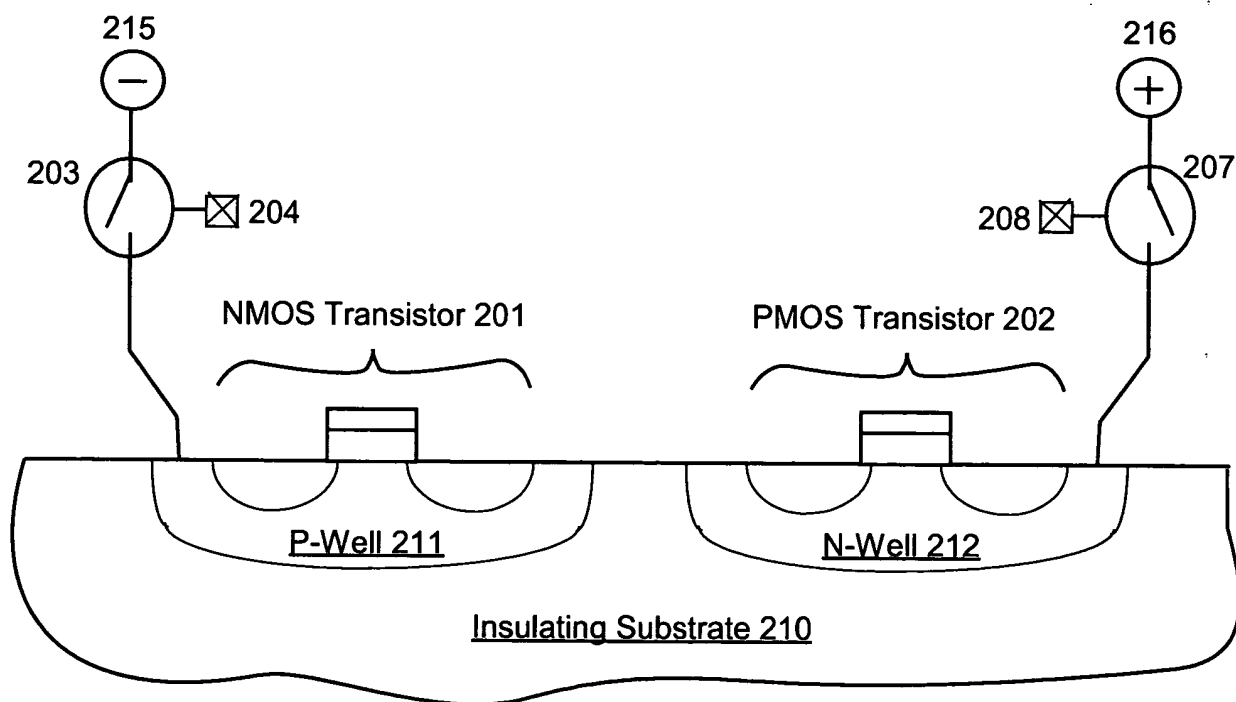 215
216
−
+
203
204
207
208
NMOS Transistor 201
PMOS Transistor 202
P-Well 211
N-Well 212
Insulating Substrate 210